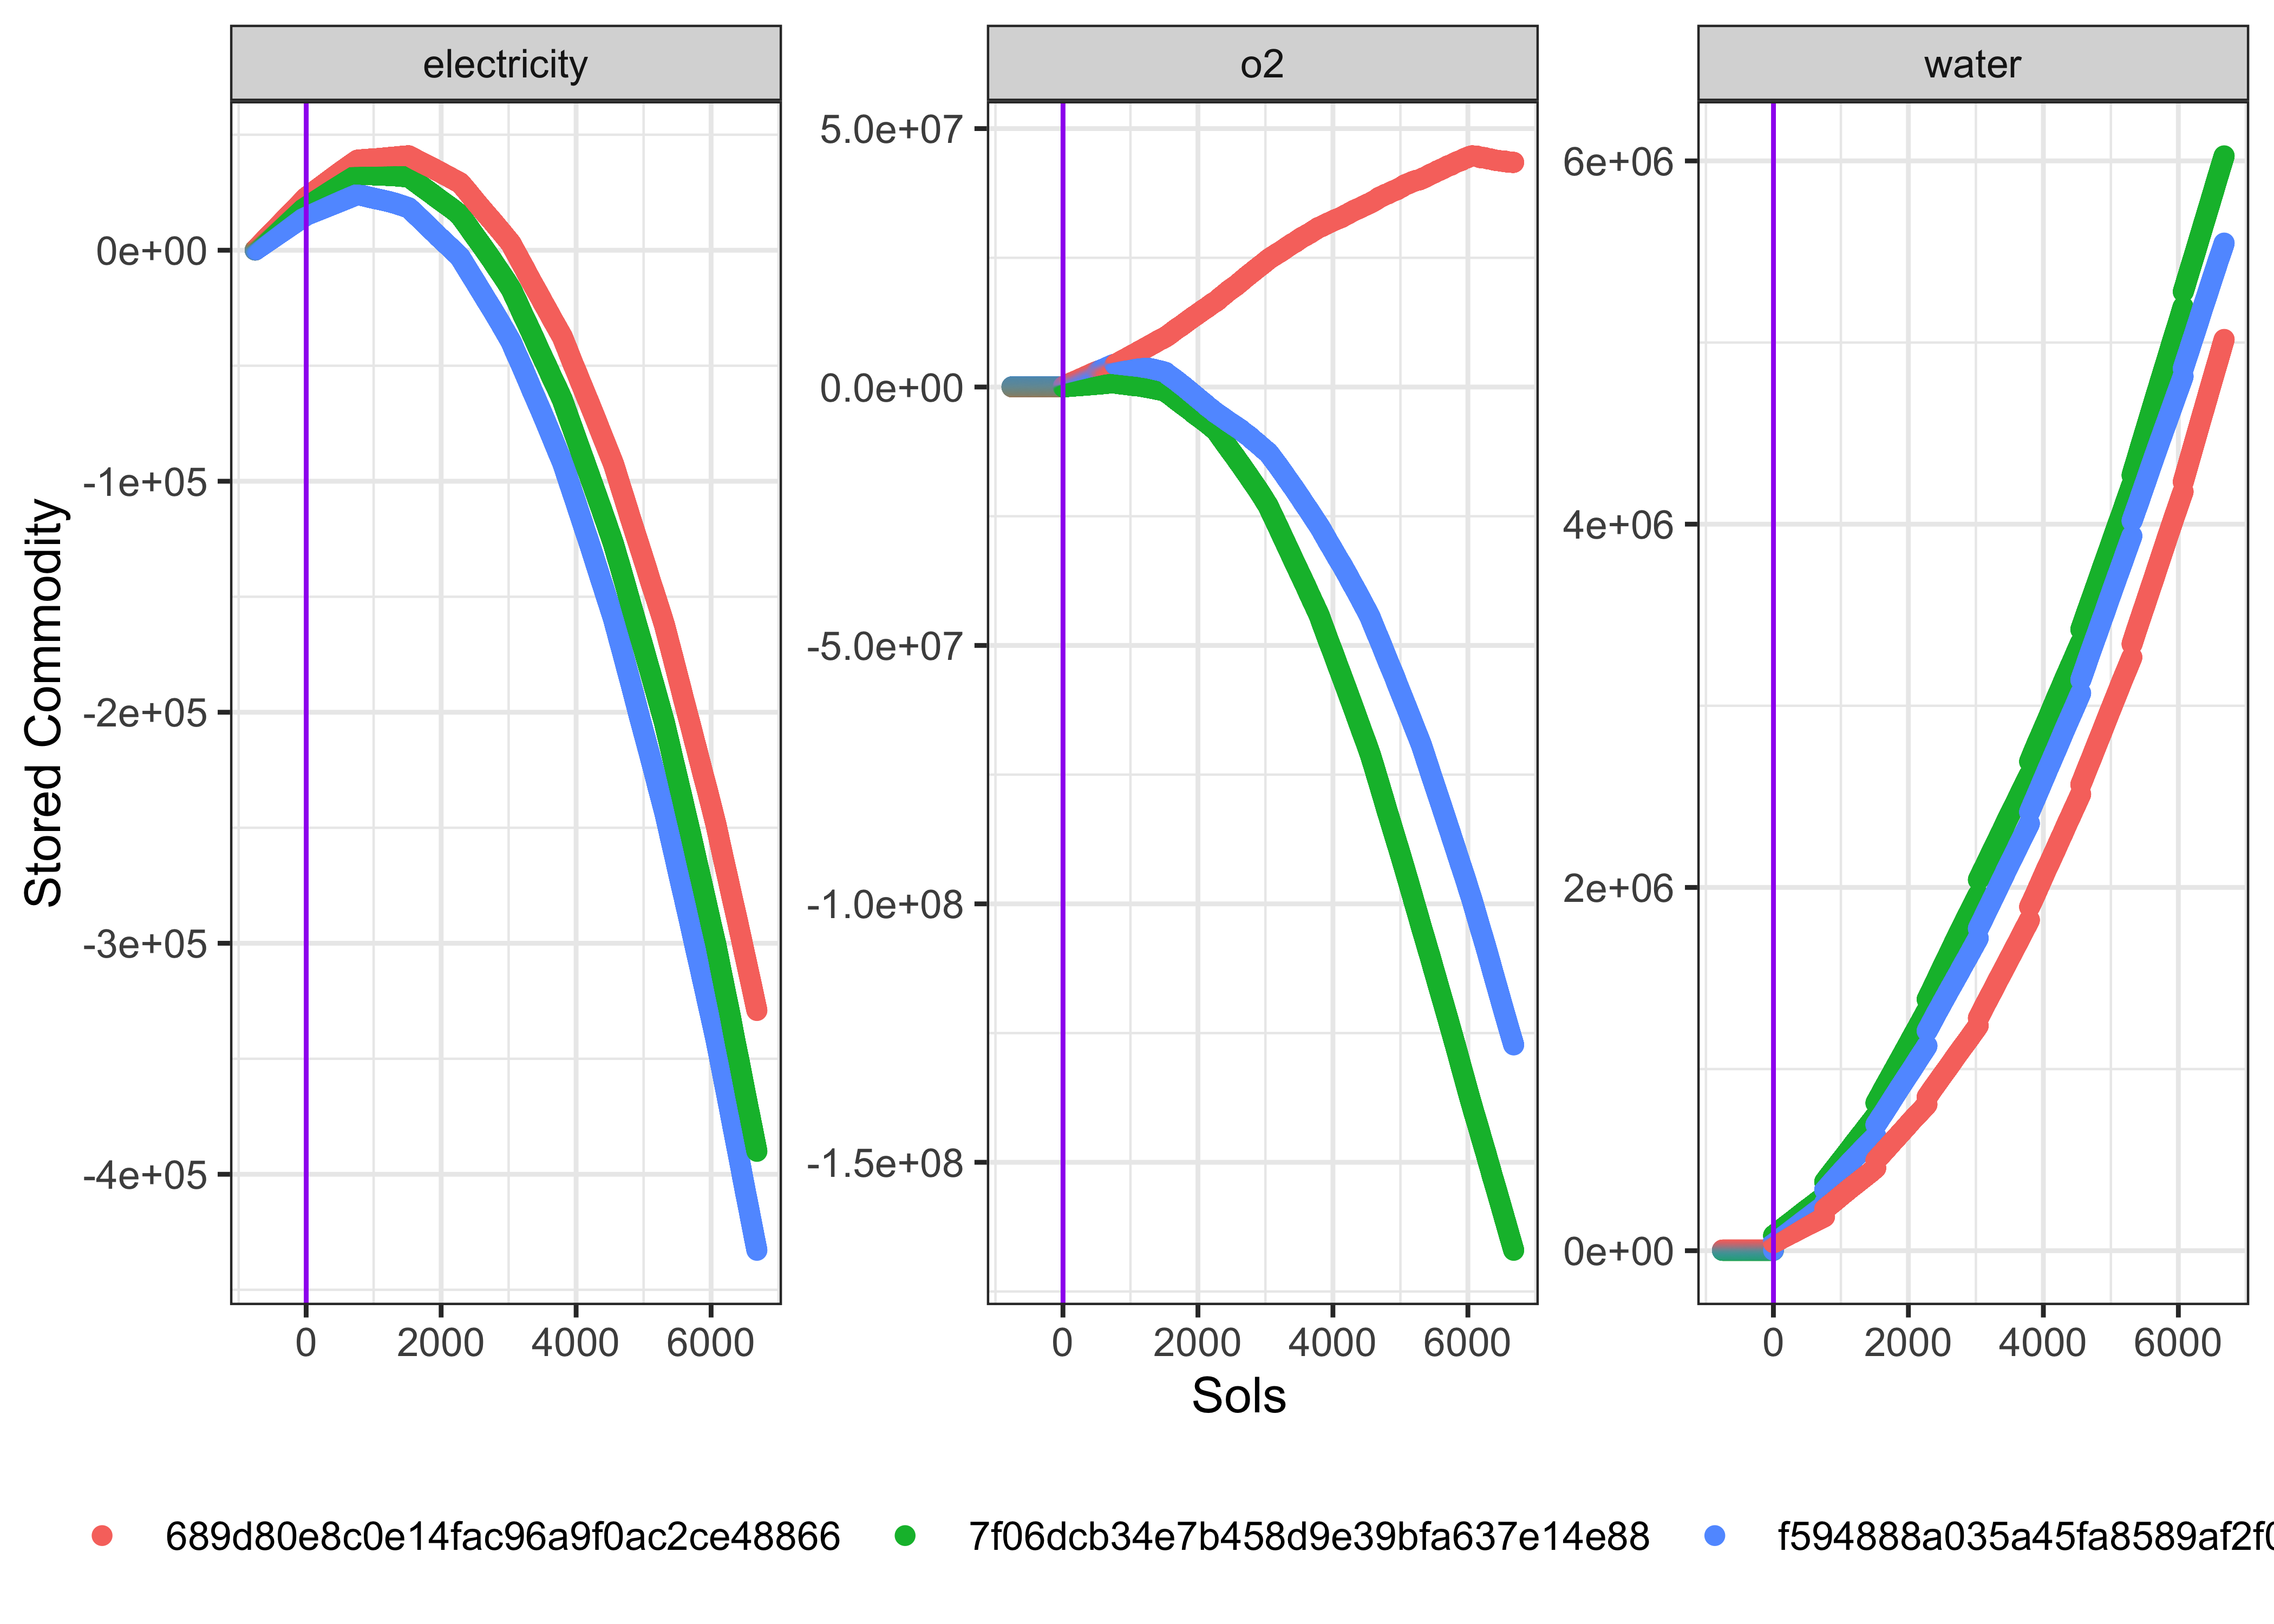 electricity
o2
water
Stored Commodity
0e+00
-1e+05
-2e+05
-3e+05
-4e+05
5.0e+07
0.0e+00
-5.0e+07
-1.0e+08
-1.5e+08
6e+06
4e+06
2e+06
0e+00
0 2000 4000 6000
0 2000 4000 6000
0 2000 4000 6000
Sols
689d80e8c0e14fac96a9f0ac2ce48866
7f06dcb34e7b458d9e39bfa637e14e88
f594888a035a45fa8589af2f0